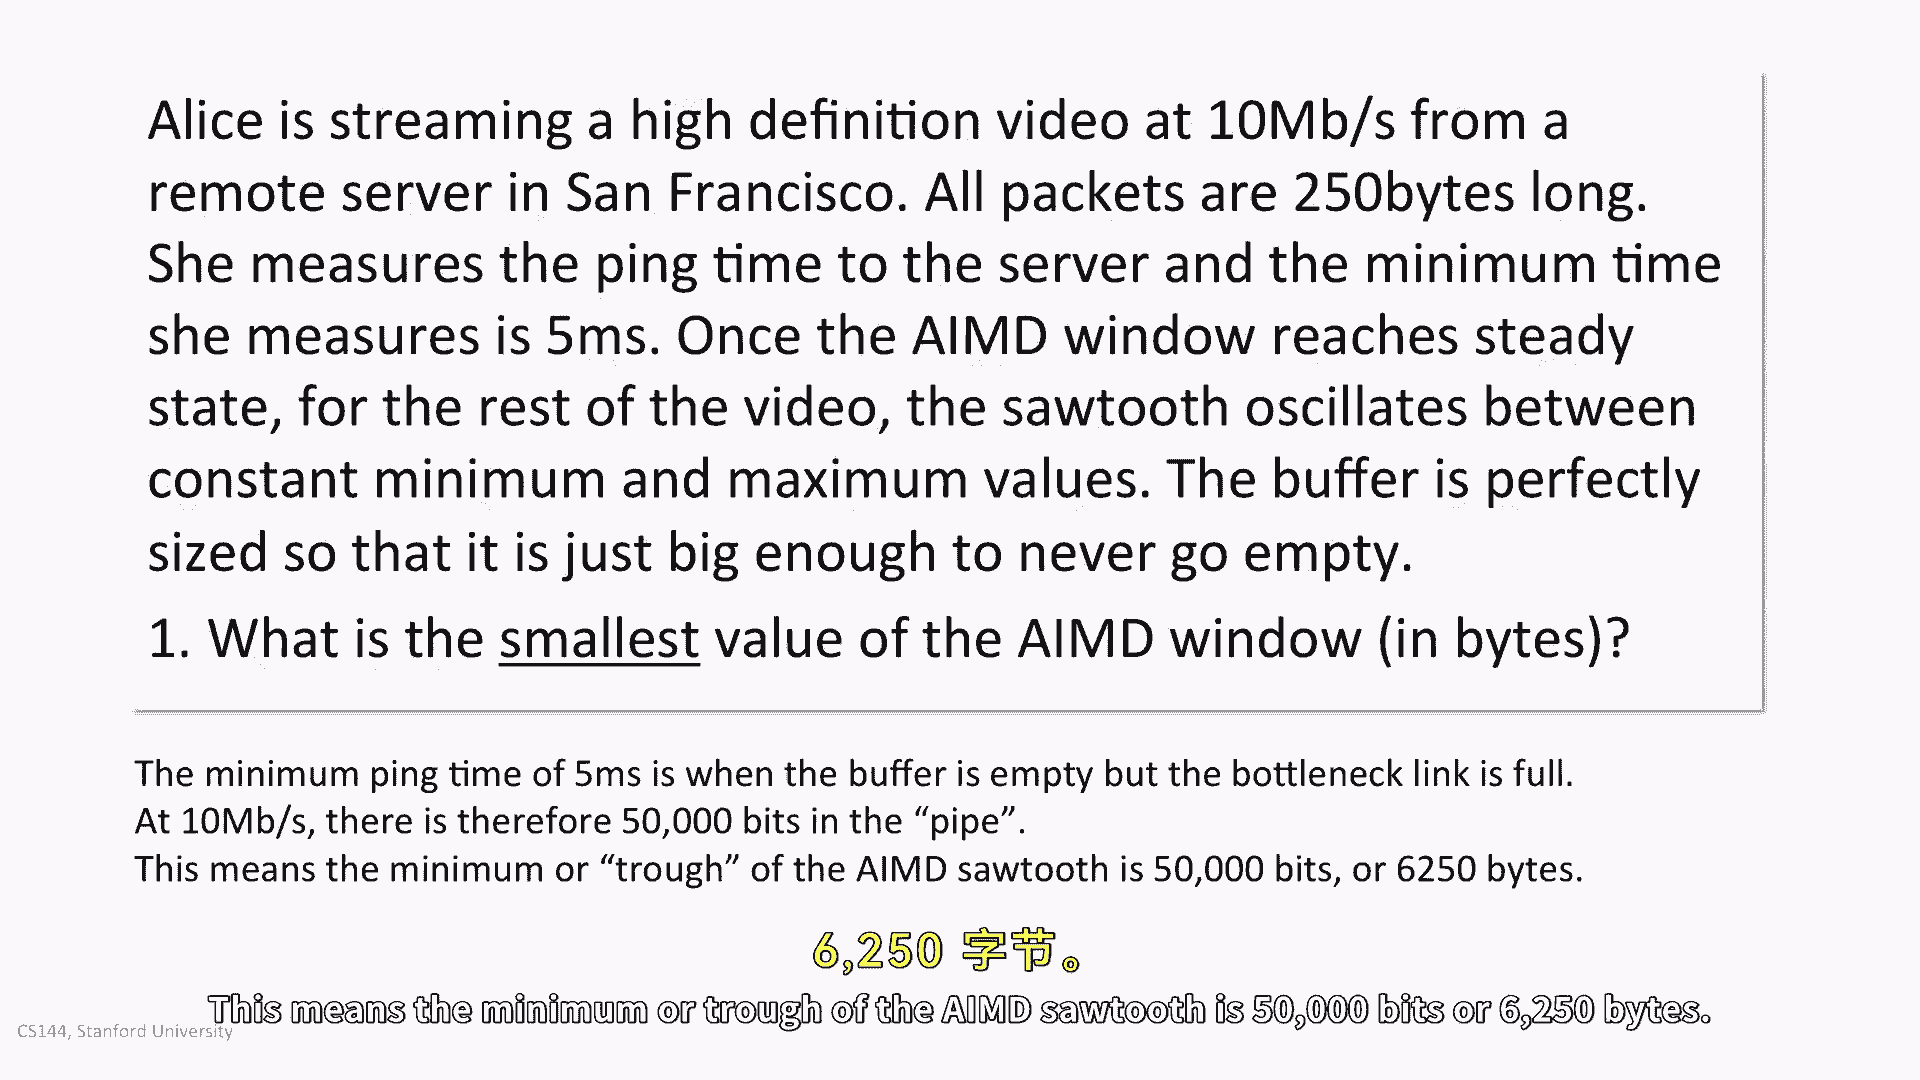 Alice is streaming a high definition video at 10Mb/s from a
remote server in San Francisco. All packets are 250bytes long.
She measures the ping time to the server and the minimum time
she measures is 5ms. Once the AIMD window reaches steady
state, for the rest of the video, the sawtooth oscillates between
constant minimum and maximum values. The buffer is perfectly
sized so that it is just big enough to never go empty.
1. What is the smallest value of the AIMD window (in bytes)?
The minimum ping time of 5ms is when the buffer is empty but the bottleneck link is full.
At 10Mb/s, there is therefore 50,000 bits in the “pipe”.
This means the minimum or “trough” of the AIMD sawtooth is 50,000 bits, or 6250 bytes.
6,250 字节。
This means the minimum or trough of the AIMD sawtooth is 50,000 bits or 6,250 bytes.
CS144, Stanford University